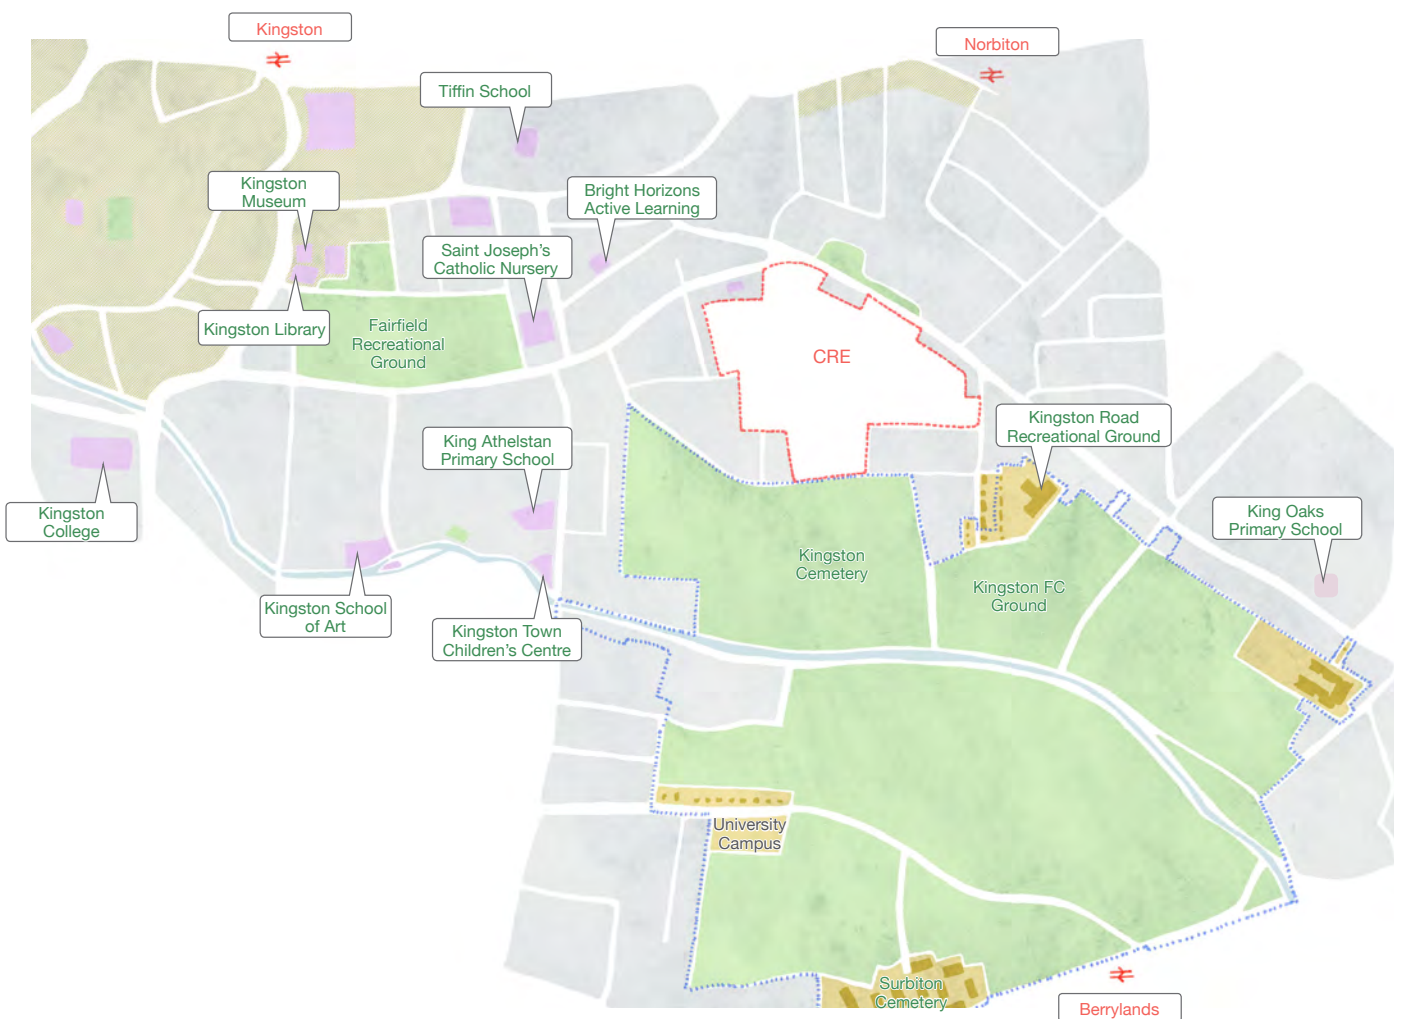 Kingston
Norbiton
Tiffin School
Kingston
Museum
Bright Horizons
Active Learning
Saint Joseph's
Catholic Nursery
Kingston Library
Fairfield
Recreational
Ground
CRE
Kingston Road
Recreational Ground
King Athelstan
Primary School
Kingston
College
King Oaks
Primary School
Kingston
Cemetery
Kingston FC
Ground
Kingston School
of Art
Kingston Town
Children's Centre
University
Campus
Surbiton
Cemetery
Berrylands